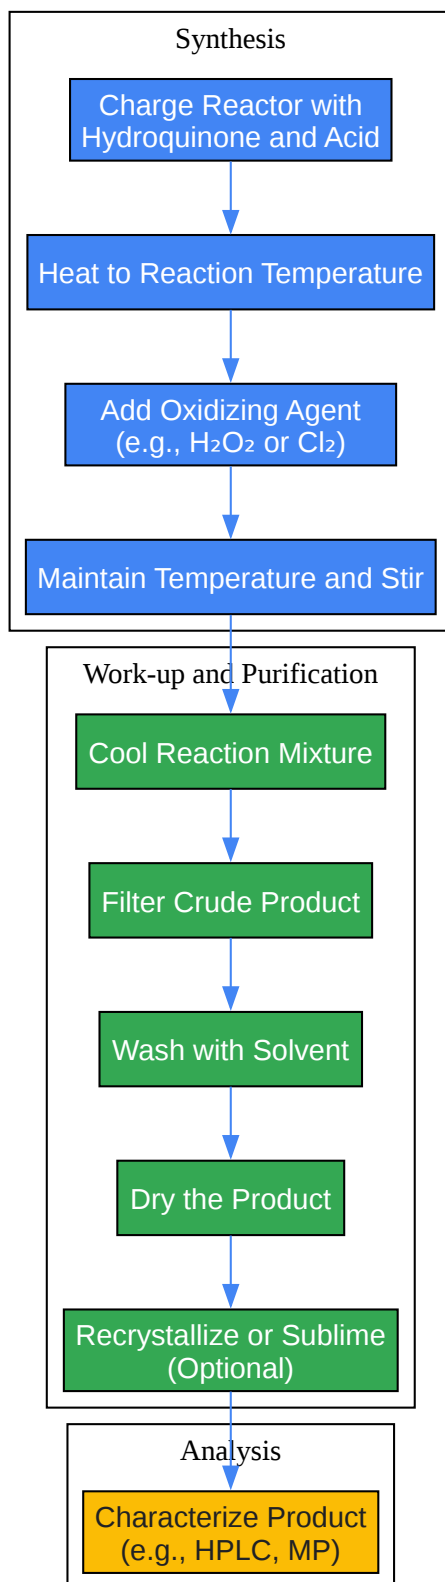 Synthesis
Charge Reactor with
Hydroquinone and Acid
Heat to Reaction Temperature
Add Oxidizing Agent
(e.g., H₂O₂ or Cl₂)
Maintain Temperature and Stir
Work-up and Purification
Cool Reaction Mixture
Filter Crude Product
Wash with Solvent
Dry the Product
Recrystallize or Sublime
(Optional)
Analysis
Characterize Product
(e.g., HPLC, MP)